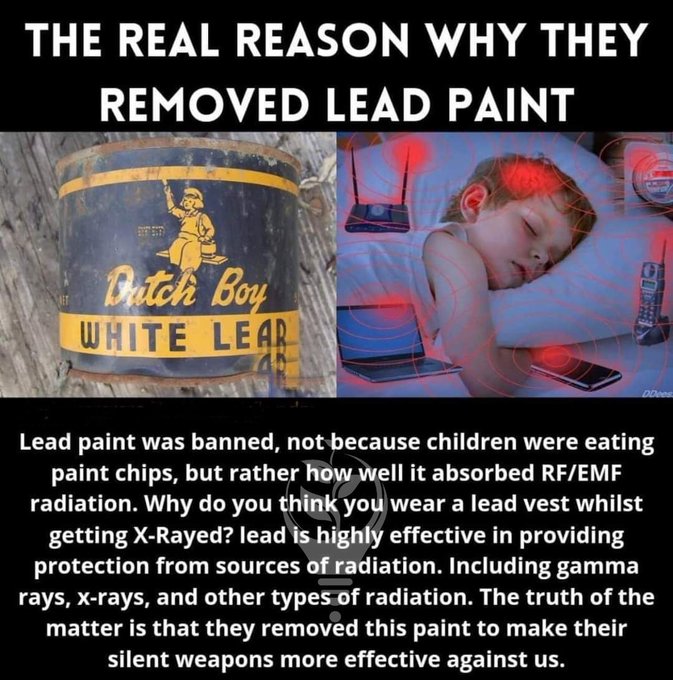 THE REAL REASON WHY THEY
REMOVED LEAD PAINT
Dutch Boy
WHITE LEAD
DDees
Lead paint was banned, not because children were eating
paint chips, but rather how well it absorbed RF/EMF
radiation. Why do you think you wear a lead vest whilst
getting X-Rayed? lead is highly effective in providing
protection from sources of radiation. Including gamma
rays, x-rays, and other types of radiation. The truth of the
matter is that they removed this paint to make their
silent weapons more effective against us.